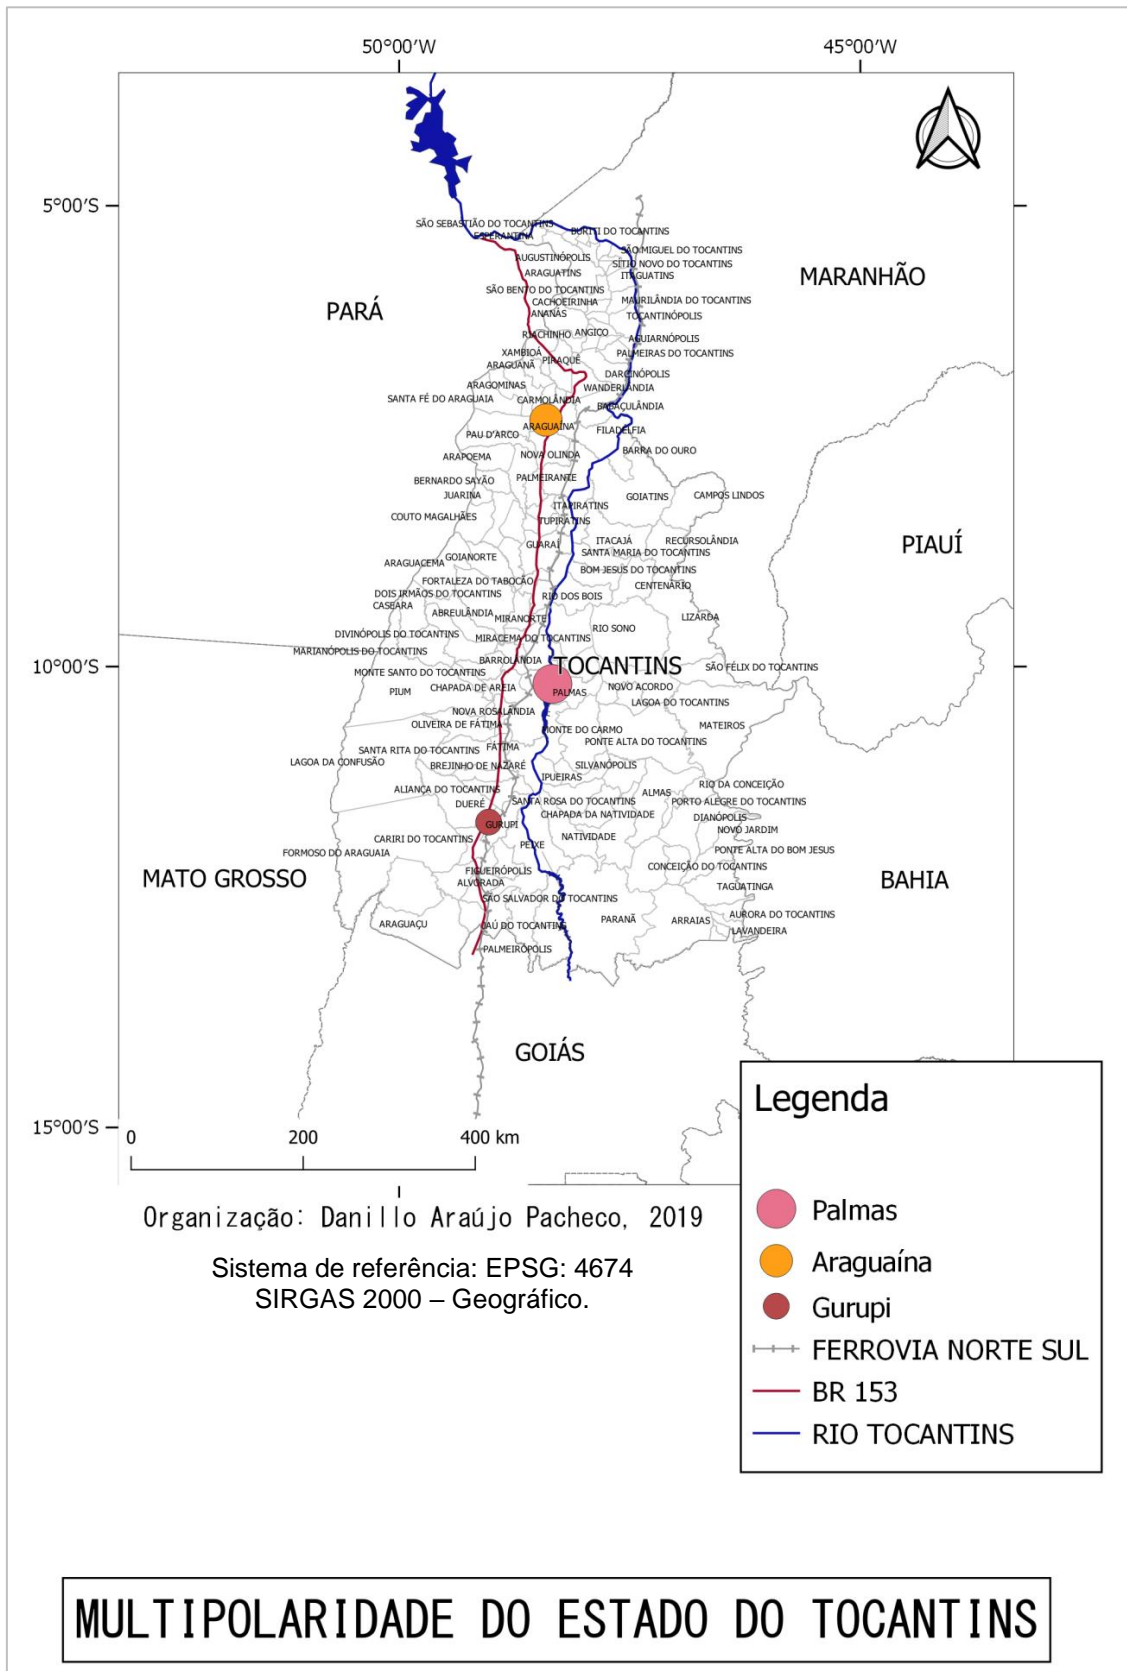 50°00'W
45°00'W
5°00'S
SÃO SEBASTIÃO DO TOCANTINS
BURITI DO TOCANTINS
ESPERANTINA
SÃO MIGUEL DO TOCANTINS
AUGUSTINÓPOLIS
SÍTIO NOVO DO TOCANTINS
ARAGUATINS
ITAGUATINS
MARANHÃO
SÃO BENTO DO TOCANTINS
CACHOEIRINHA
MAURILÂNDIA DO TOCANTINS
PARÁ
ANANÁS
TOCANTINÓPOLIS
RIACHINHO
ANGICO
AGUIARNÓPOLIS
XAMBIOÁ
PALMEIRAS DO TOCANTINS
ARAGUANÃ
PIRAQUÊ
DARCINÓPOLIS
ARAGOMINAS
WANDERLÂNDIA
SANTA FÉ DO ARAGUAIA
CARMOLÂNDIA
BABAÇULÂNDIA
ARAGUAINA
PAU D'ARCO
FILADELFIA
ARAPOEMA
NOVA OLINDA
BARRA DO OURO
BERNARDO SAYÃO
PALMEIRANTE
JUARINA
GOIATINS
CAMPOS LINDOS
ITAPIRATINS
COUTO MAGALHÃES
TUPIRATINS
GUARAÍ
ITACAJÁ
RECURSOLÂNDIA
PIAUÍ
GOIANORTE
SANTA MARIA DO TOCANTINS
ARAGUACEMA
BOM JESUS DO TOCANTINS
FORTALEZA DO TABOCÃO
CENTENÁRIO
DOIS IRMÃOS DO TOCANTINS
RIO DOS BOIS
CASEARA
ABREULÂNDIA
MIRANORTE
LIZARDA
DIVINÓPOLIS DO TOCANTINS
RIO SONO
MIRACEMA DO TOCANTINS
MARIANÓPOLIS DO TOCANTINS
10°00'S
BARROLÂNDIA
TOCANTINS
SÃO FÉLIX DO TOCANTINS
MONTE SANTO DO TOCANTINS
PIUM
CHAPADA DE AREIA
PALMAS
NOVO ACORDO
LAGOA DO TOCANTINS
NOVA ROSALÂNDIA
OLIVEIRA DE FÁTIMA
MONTE DO CARMO
MATEIROS
SANTA RITA DO TOCANTINS
FÁTIMA
PONTE ALTA DO TOCANTINS
LAGOA DA CONFUSÃO
BREJINHO DE NAZARÉ
SILVANÓPOLIS
IPUEIRAS
RIO DA CONCEIÇÃO
ALIANÇA DO TOCANTINS
ALMAS
DUERÉ
SANTA ROSA DO TOCANTINS
PORTO ALEGRE DO TOCANTINS
CHAPADA DA NATIVIDADE
DIANÓPOLIS
GURUPI
NOVO JARDIM
CARIRI DO TOCANTINS
NATIVIDADE
PEIXE
FORMOSO DO ARAGUAIA
PONTE ALTA DO BOM JESUS
MATO GROSSO
FIGUEIRÓPOLIS
CONCEIÇÃO DO TOCANTINS
BAHIA
ALVORADA
TAGUATINGA
SÃO SALVADOR DO TOCANTINS
ARAGUAÇU
JAÚ DO TOCANTINS
PARANÃ
ARRAIAS
AURORA DO TOCANTINS
LAVANDEIRA
PALMEIRÓPOLIS
GOIÁS
15°00'S
0 200 400 km
Organização: Danillo Araújo Pacheco, 2019
Sistema de referência: EPSG: 4674
SIRGAS 2000 – Geográfico.
Legenda
Palmas
Araguaína
Gurupi
FERROVIA NORTE SUL
BR 153
RIO TOCANTINS
MULTIPOLARIDADE DO ESTADO DO TOCANTINS